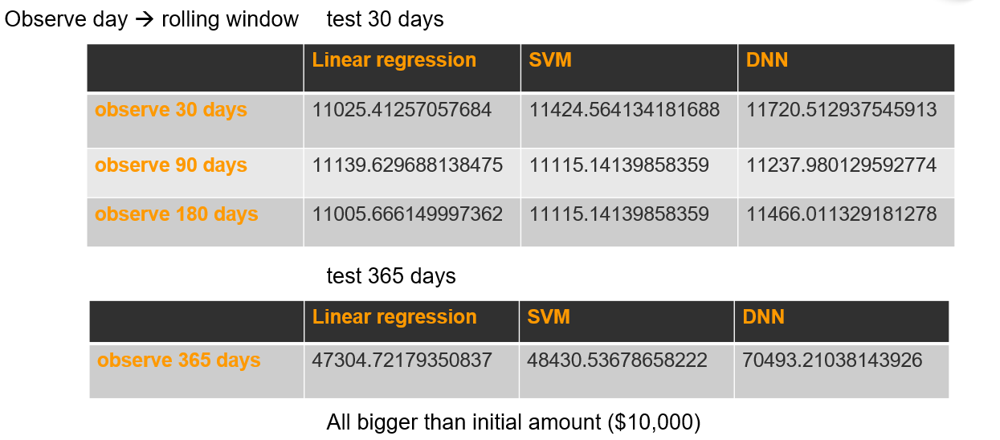 Observe day → rolling window test 30 days
Linear regression SVM DNN
observe 30 days 11025.41257057684 11424.564134181688 11720.512937545913
observe 90 days 11139.629688138475 11115.14139858359 11237.980129592774
observe 180 days 11005.666149997362 11115.14139858359 11466.011329181278
test 365 days
Linear regression SVM DNN
observe 365 days 47304.72179350837 48430.53678658222 70493.21038143926
All bigger than initial amount ($10,000)